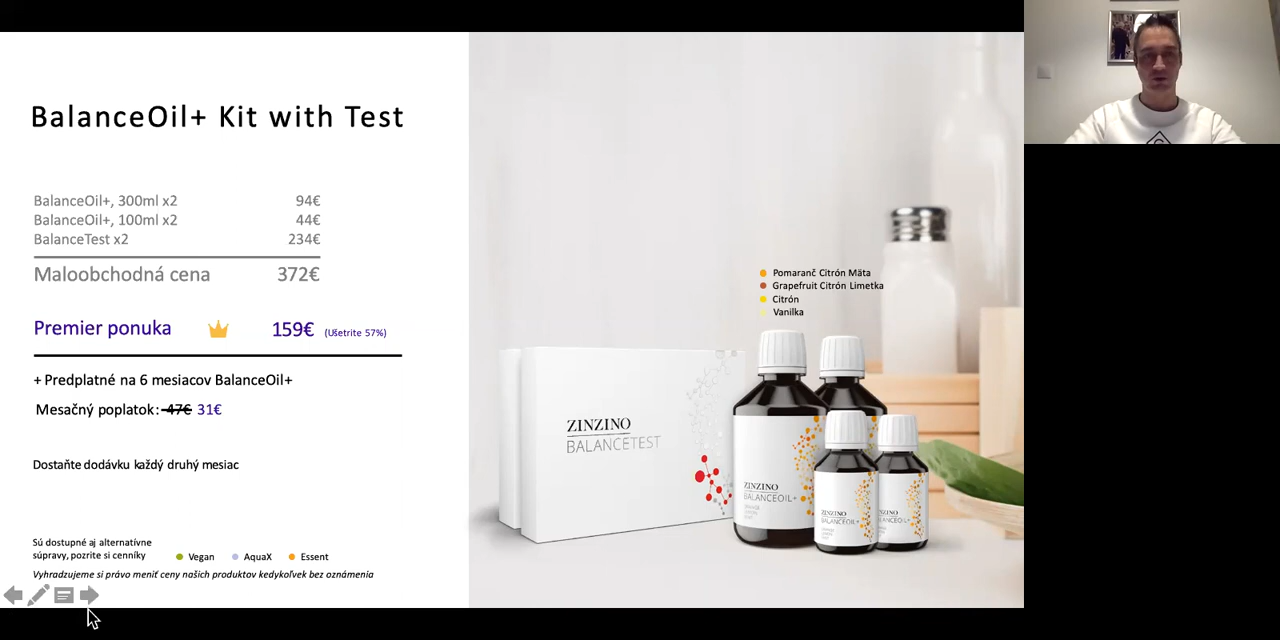 BalanceOil+ Kit with Test
BalanceOil+, 300ml x2 94€
BalanceOil+, 100ml x2 44€
BalanceTest x2 234€
Maloobchodná cena 372€
Premier ponuka 159€ (Ušetrite 57%)
+ Predplatné na 6 mesiacov BalanceOil+
Mesačný poplatok: 47€ 31€
Dostaňte dodávku každý druhý mesiac
Sú dostupné aj alternatívne
súpravy, pozrite si cenníky
Vegan AquaX Essent
Vyhradzujeme si právo meniť ceny našich produktov kedykoľvek bez oznámenia
Pomaranč Citrón Mäta
Grapefruit Citrón Limetka
Citrón
Vanilka
ZINZINO
BALANCETEST
ZINZINO
BALANCEOIL+
ZINZINO
BALANCEOIL+
ZINZINO
BALANCEOIL+